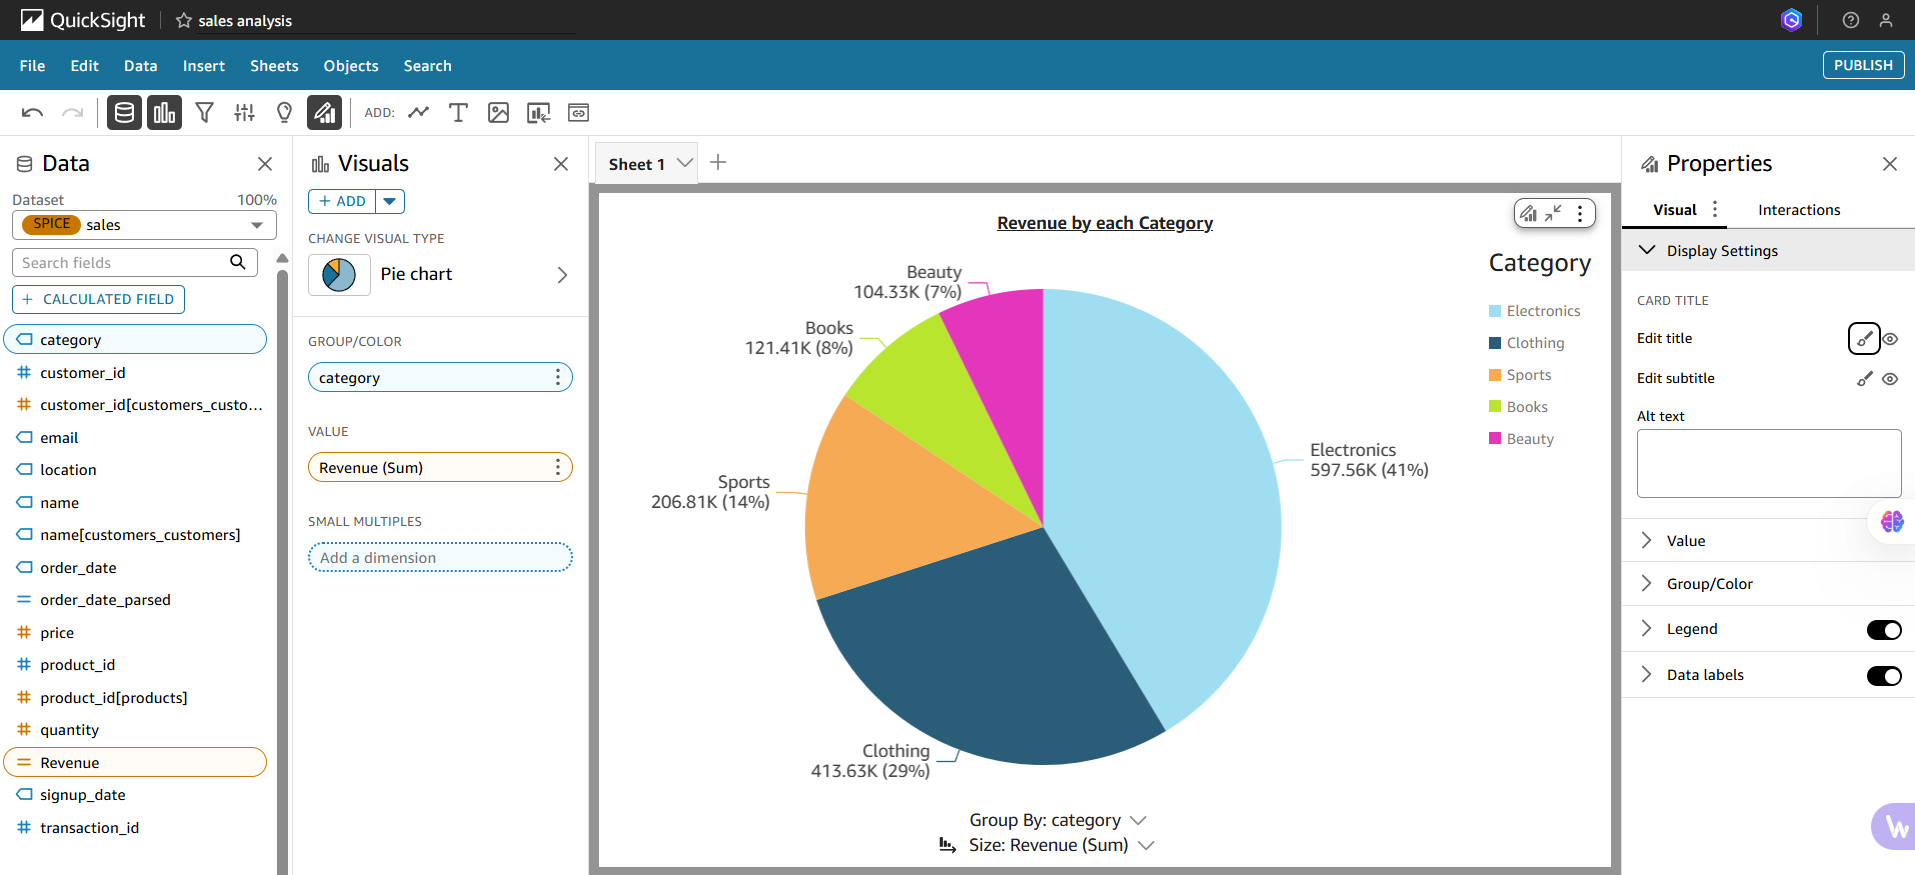 QuickSight
sales analysis
File Edit Data Insert Sheets Objects Search
PUBLISH
ADD:
Data
Dataset 100%
SPICE sales
Search fields
+ CALCULATED FIELD
category
customer_id
customer_id[customers_custo...
email
location
name
name[customers_customers]
order_date
order_date_parsed
price
product_id
product_id[products]
quantity
Revenue
signup_date
transaction_id
Visuals
+ ADD
CHANGE VISUAL TYPE
Pie chart
GROUP/COLOR
category
VALUE
Revenue (Sum)
SMALL MULTIPLES
Add a dimension
Sheet 1
Revenue by each Category
Beauty
104.33K (7%)
Books
121.41K (8%)
Sports
206.81K (14%)
Clothing
413.63K (29%)
Electronics
597.56K (41%)
Category
Electronics
Clothing
Sports
Books
Beauty
Group By: category
Size: Revenue (Sum)
Properties
Visual Interactions
Display Settings
CARD TITLE
Edit title
Edit subtitle
Alt text
Value
Group/Color
Legend
Data labels